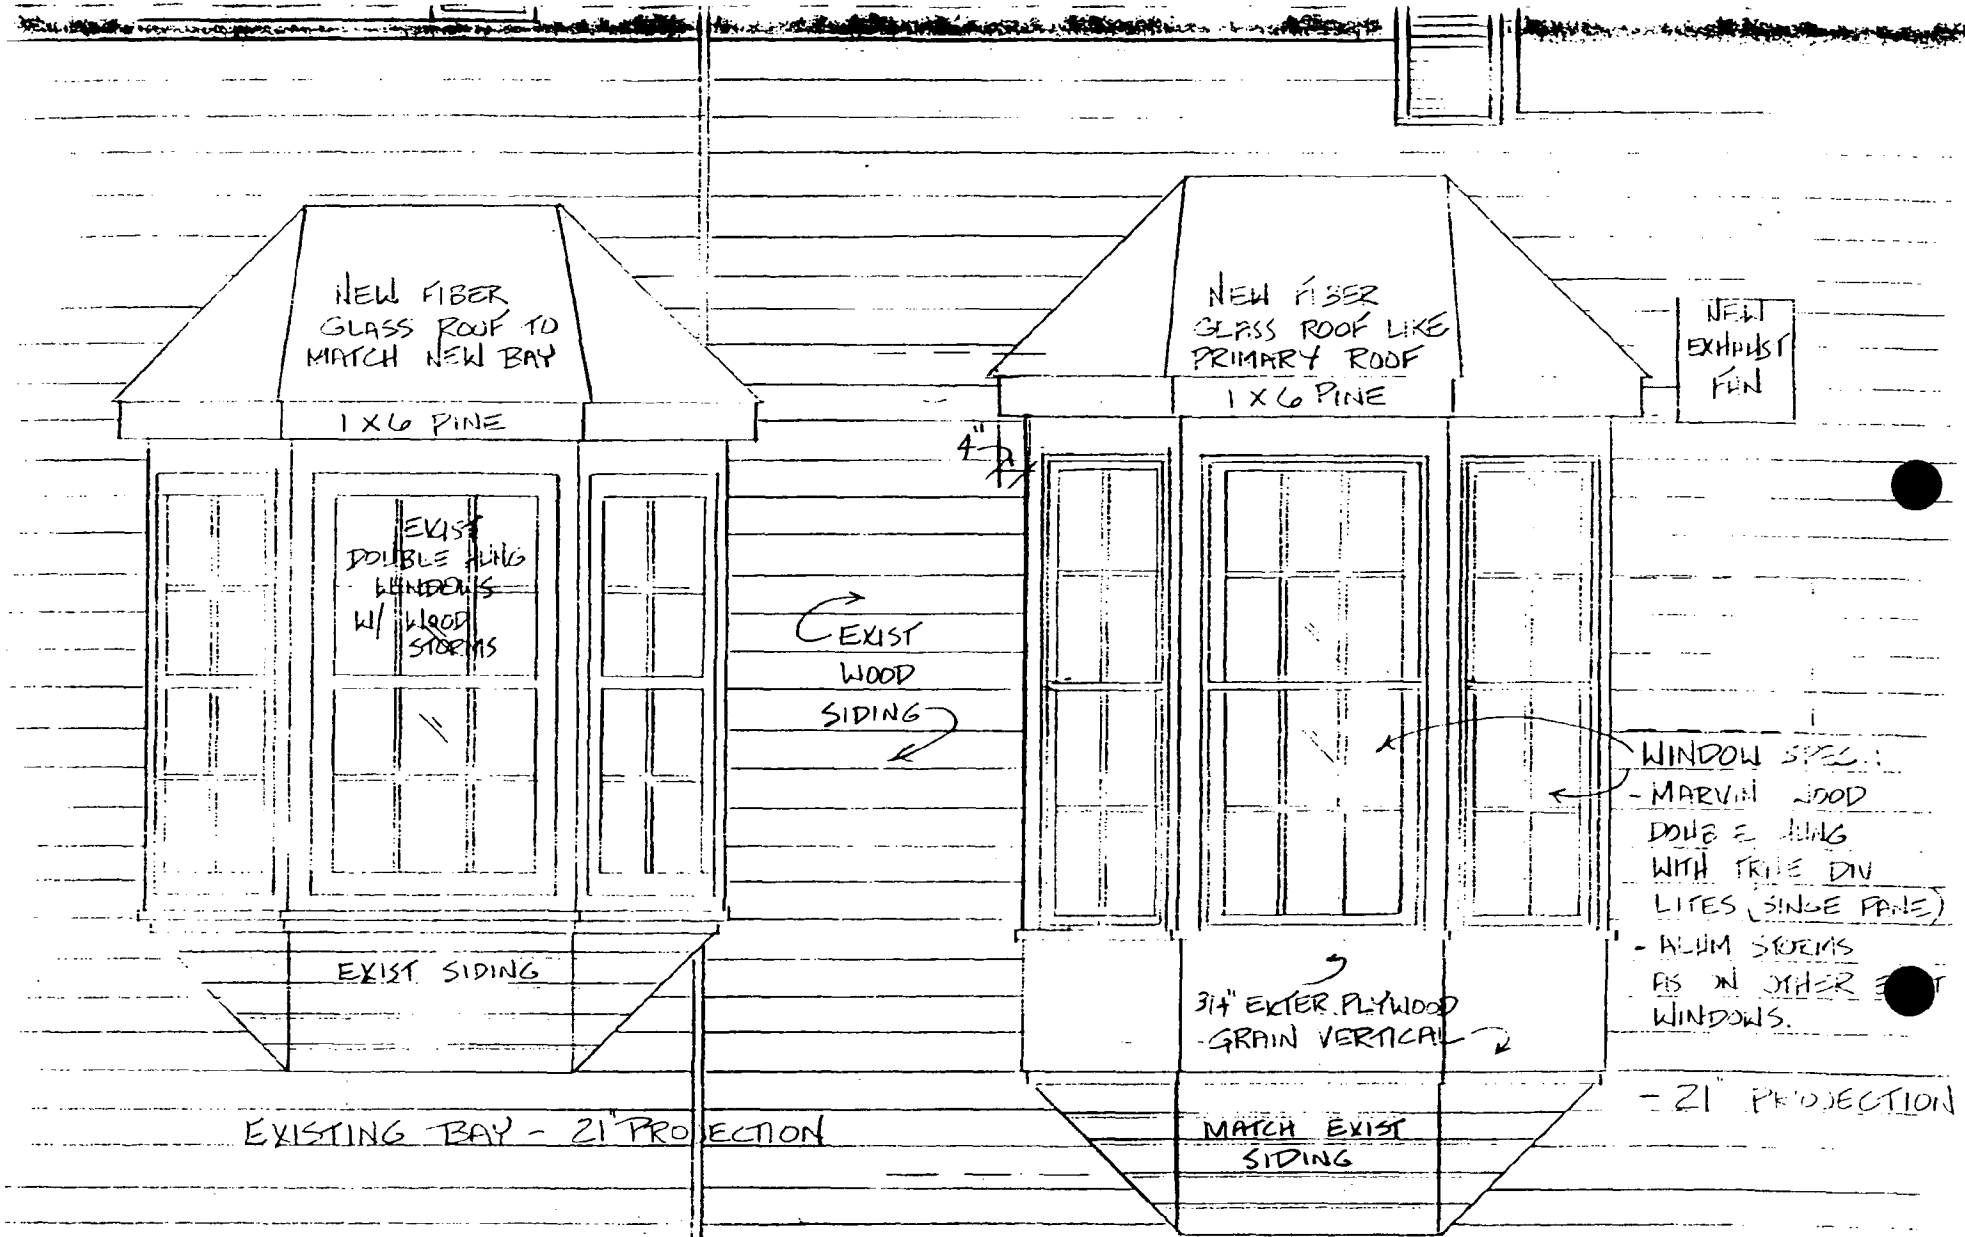 NEW FIBER
GLASS ROOF TO
MATCH NEW BAY
1 X 6 PINE
EXIST
DOUBLE HUNG
WINDOWS
W/ WOOD
STORMS
EXIST SIDING
EXISTING BAY - 21" PROJECTION
EXIST
WOOD
SIDING
NEW FIBER
GLASS ROOF LIKE
PRIMARY ROOF
1 X 6 PINE
4"
3/4" EXTER. PLYWOOD
- GRAIN VERTICAL
MATCH EXIST
SIDING
NEW
EXHAUST
FAN
WINDOW SPEC.:
- MARVIN WOOD
DOUBLE HUNG
WITH TRUE DIV
LITES (SINGE PANE)
- ALUM STORMS
AS ON OTHER
WINDOWS.
- 21" PROJECTION